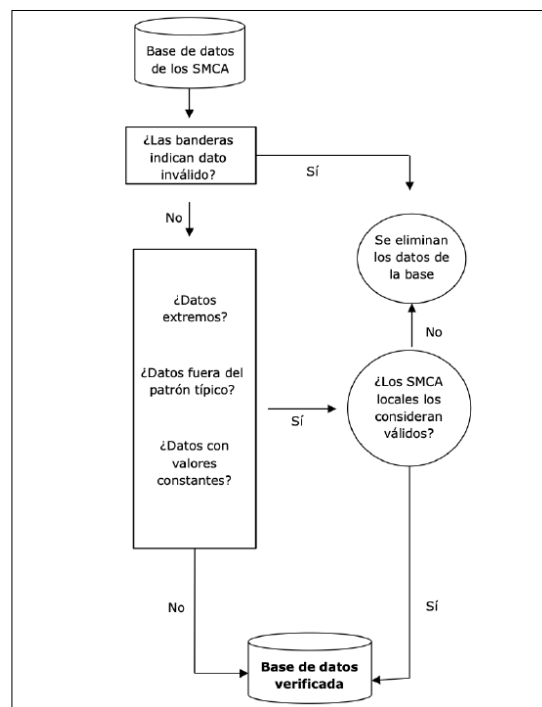 Base de datos
de los SMCA
¿Las banderas
indican dato
inválido?
Sí
No
Se eliminan
los datos de
la base
¿Datos
extremos?
No
¿Datos fuera del
patrón típico?
¿Los SMCA
locales los
consideran
válidos?
Sí
¿Datos con
valores
constantes?
No
Sí
Base de datos
verificada